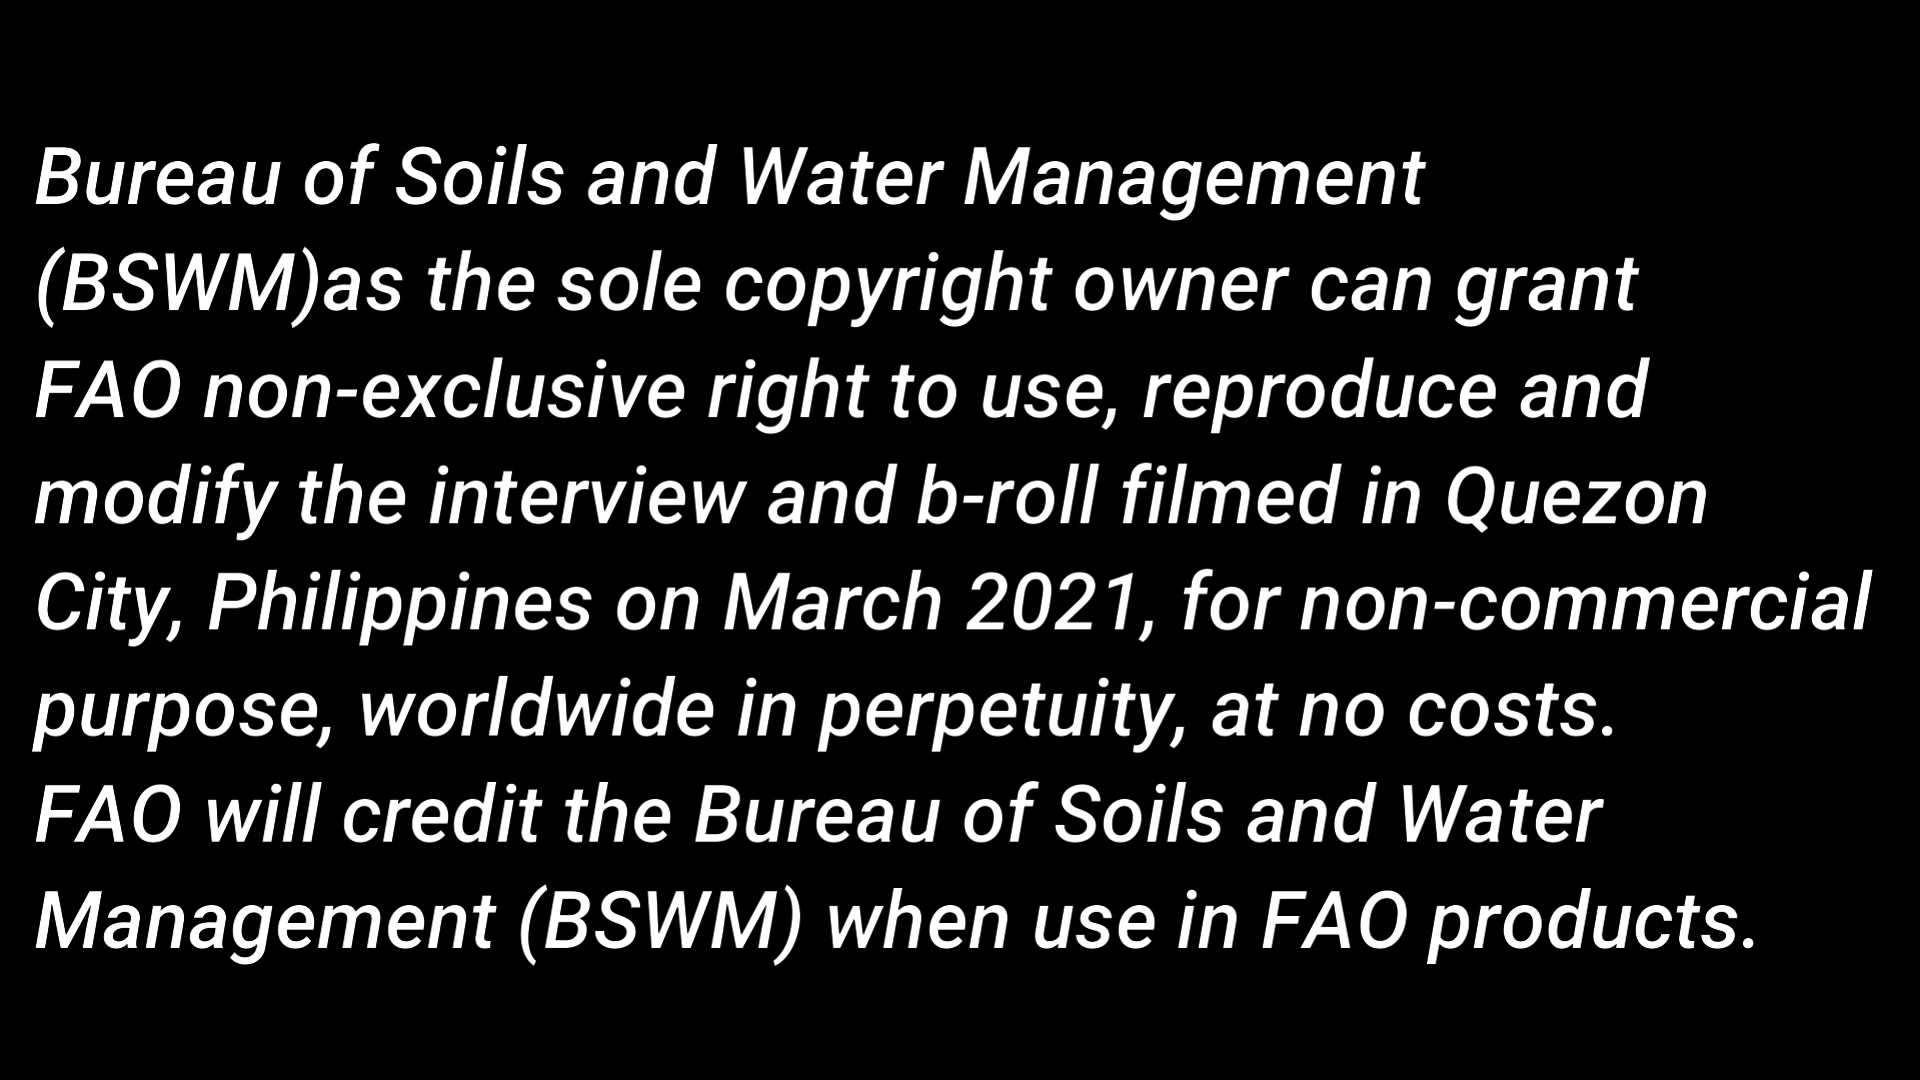 Bureau of Soils and Water Management
(BSWM)as the sole copyright owner can grant
FAO non-exclusive right to use, reproduce and
modify the interview and b-roll filmed in Quezon
City, Philippines on March 2021, for non-commercial
purpose, worldwide in perpetuity, at no costs.
FAO will credit the Bureau of Soils and Water
Management (BSWM) when use in FAO products.